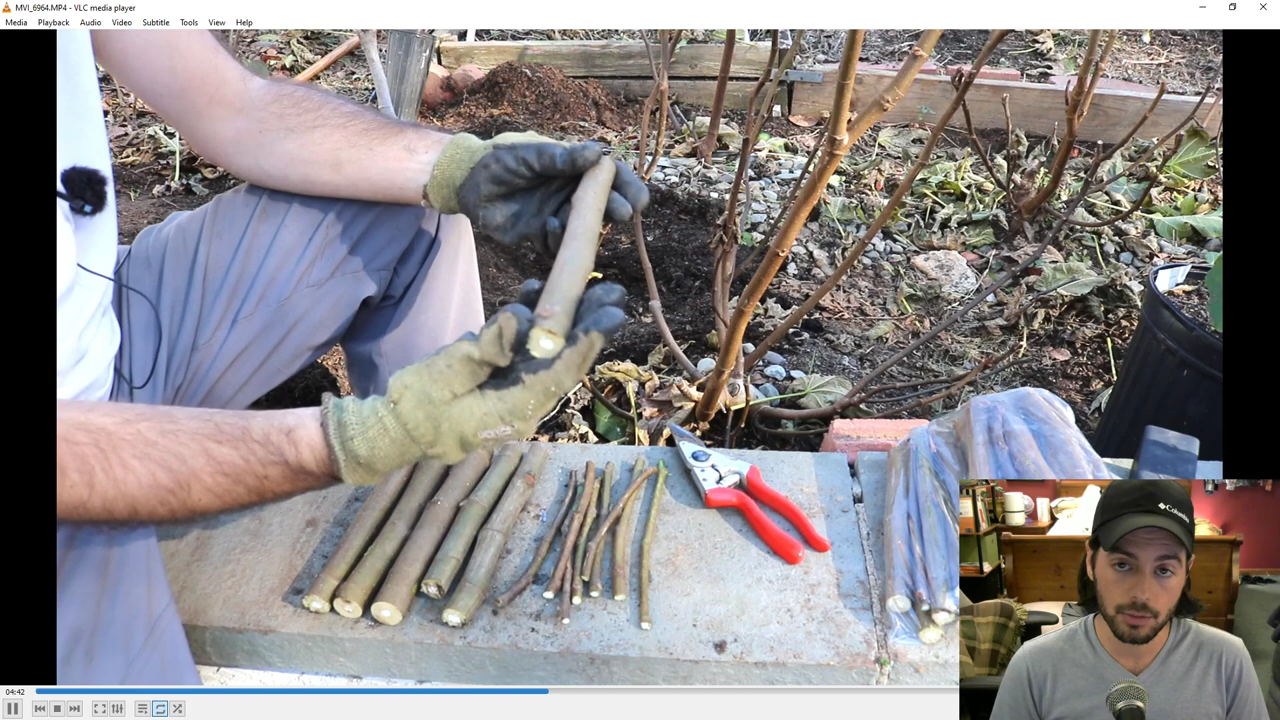 MVI_6964.MP4 - VLC media player
Media Playback Audio Video Subtitle Tools View Help
Columbia
04:42